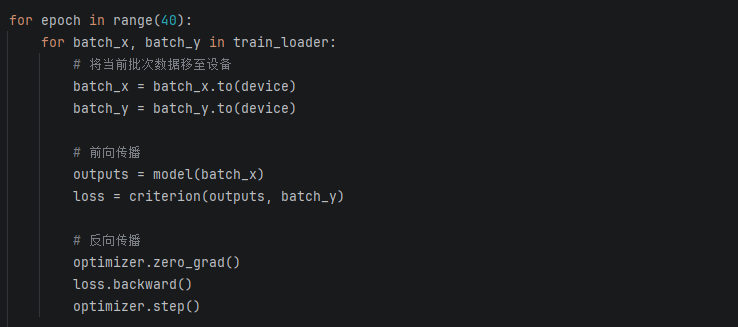 for epoch in range(40):
    for batch_x, batch_y in train_loader:
        # 将当前批次数据移至设备
        batch_x = batch_x.to(device)
        batch_y = batch_y.to(device)

        # 前向传播
        outputs = model(batch_x)
        loss = criterion(outputs, batch_y)

        # 反向传播
        optimizer.zero_grad()
        loss.backward()
        optimizer.step()